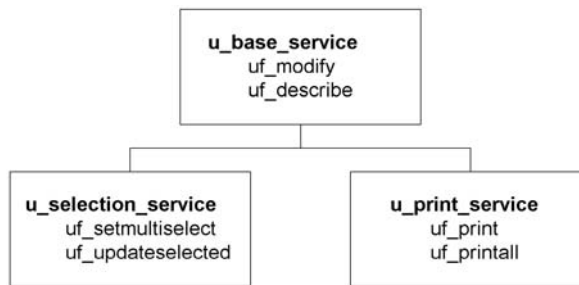 u_base_service
uf_modify
uf_describe
u_selection_service
uf_setmultiselect
uf_updateselected
u_print_service
uf_print
uf_printall